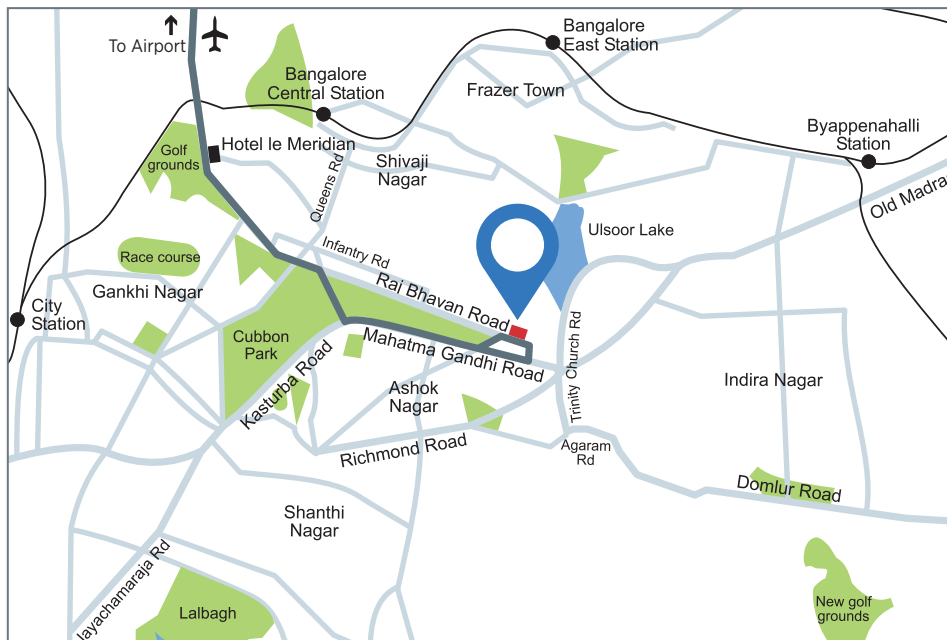 To Airport
Bangalore
East Station
Bangalore
Central Station
Frazer Town
Byappenahalli
Station
Hotel le Meridian
Golf
grounds
Queens Rd
Shivaji
Nagar
Old Madra
Ulsoor Lake
Infantry Rd
Race course
Raj Bhavan Road
Gankhi Nagar
City
Station
Cubbon
Park
Mahatma Gandhi Road
Kasturba Road
Trinity Church Rd
Ashok
Nagar
Indira Nagar
Richmond Road
Agaram
Rd
Domlur Road
Shanthi
Nagar
Jayachamaraja Rd
Lalbagh
New golf
grounds